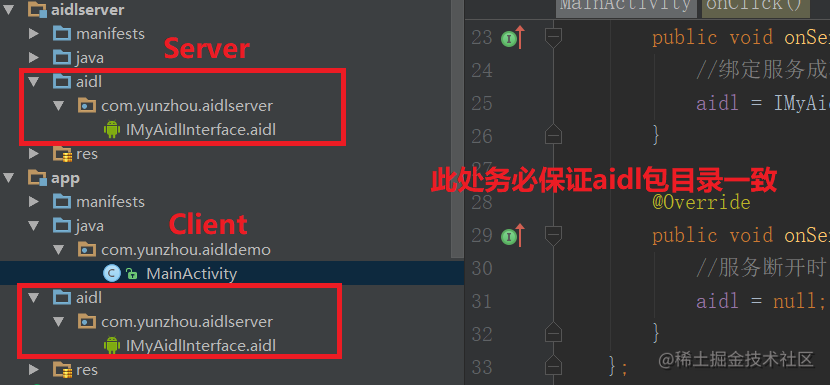 aidlserver
manifests
java
Server
aidl
com.yunzhou.aidlserver
IMyAidlInterface.aidl
res
app
manifests
java
Client
com.yunzhou.aidldemo
MainActivity
aidl
com.yunzhou.aidlserver
IMyAidlInterface.aidl
res
MainActivity onClick()
23 public void onSer
24 //绑定服务成
25 aidl = IMyAid
26 }
27
此处务必保证aidl包目录一致
28 @Override
29 public void onSer
30 //服务断开时
31 aidl = null;
32 }
33 };
@稀土掘金技术社区